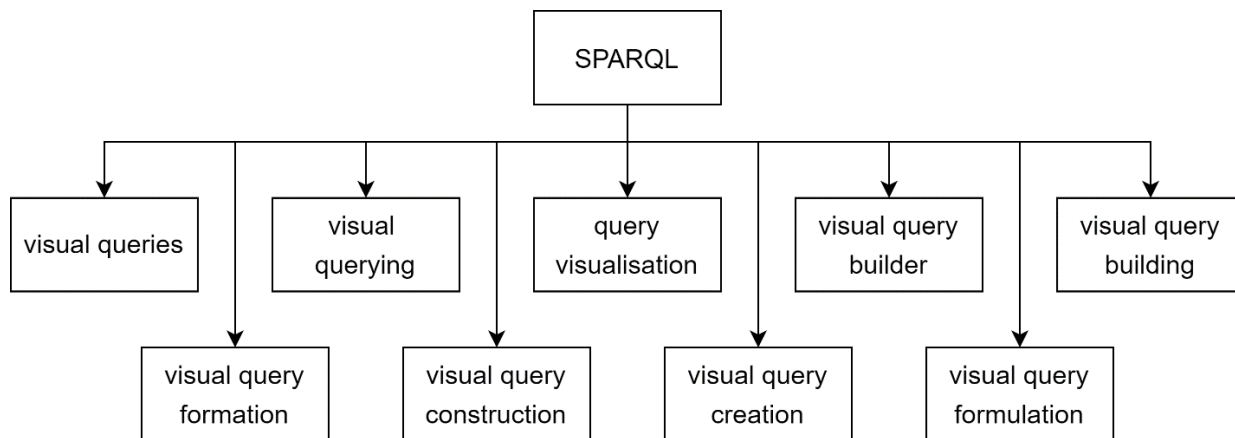 SPARQL
visual queries
visual
querying
query
visualisation
visual query
builder
visual query
building
visual query
formation
visual query
construction
visual query
creation
visual query
formulation